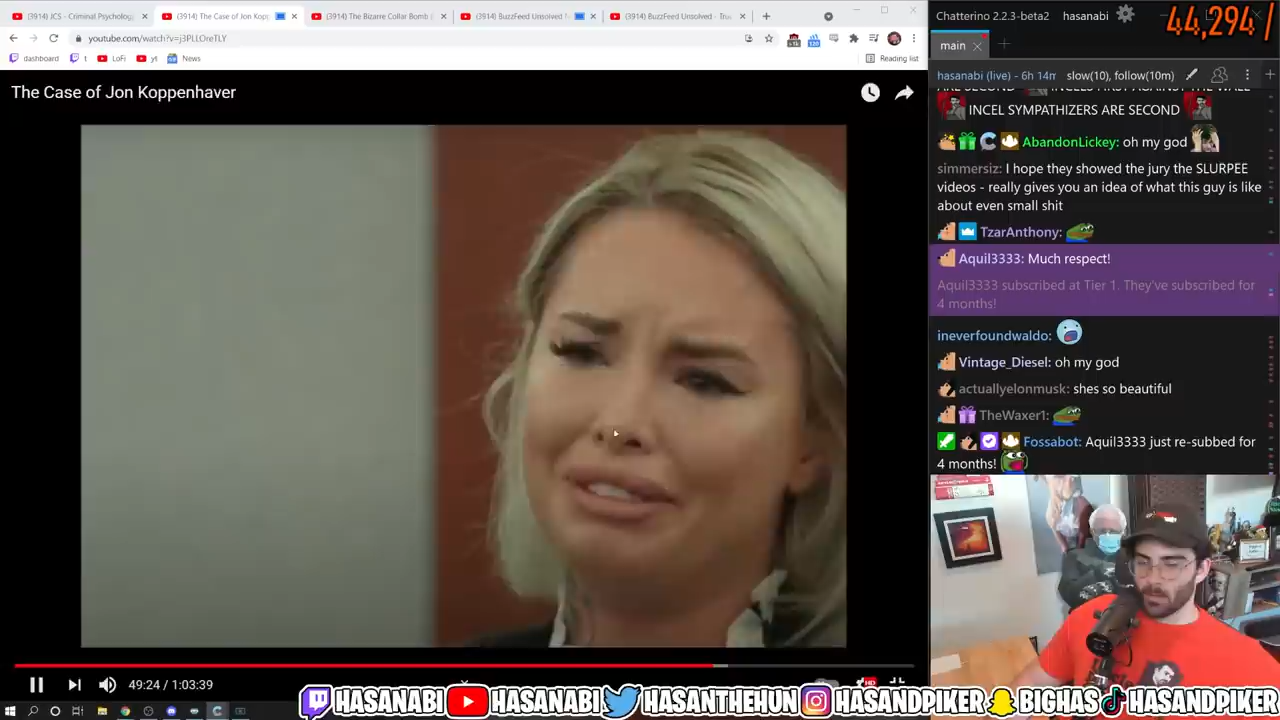 (3914) JCS - Criminal Psycholog
(3914) The Case of Jon Kopp
(3914) The Bizarre Collar Bomb
(3914) BuzzFeed Unsolved
(3914) BuzzFeed Unsolved - Tru
youtube.com/watch?v=j3PLLOreTLY
dashboard
t
LoFi
yt
News
Reading list
The Case of Jon Koppenhaver
49:24 / 1:03:39
Chatterino 2.2.3-beta2
hasanabi
44,294 /
main
hasanabi (live) - 6h 14m
slow(10), follow(10m)
INCEL SYMPATHIZERS ARE SECOND
AbandonLickey: oh my god
simmersiz: I hope they showed the jury the SLURPEE
videos - really gives you an idea of what this guy is like
about even small shit
TzarAnthony:
Aquil3333: Much respect!
Aquil3333 subscribed at Tier 1. They've subscribed for
4 months!
ineverfoundwaldo:
Vintage_Diesel: oh my god
actuallyelonmusk: shes so beautiful
TheWaxer1:
Fossabot: Aquil3333 just re-subbed for
4 months!
HASANABI
HASANABI
HASANTHEHUN
HASANDPIKER
BIGHAS
HASANDPIKER